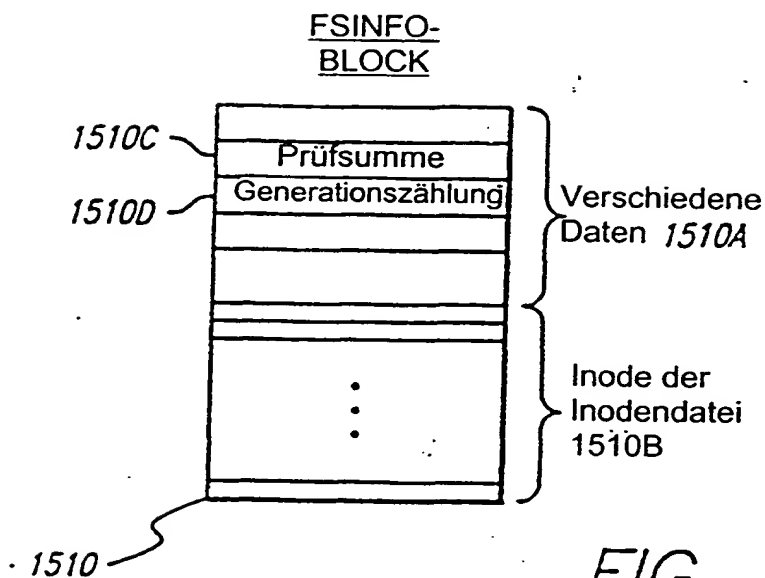 FSINFO-
BLOCK
1510C
Prüfsumme
1510D
Generationszählung
Verschiedene
Daten 1510A
Inode der
Inodendatei
1510B
1510
FIG